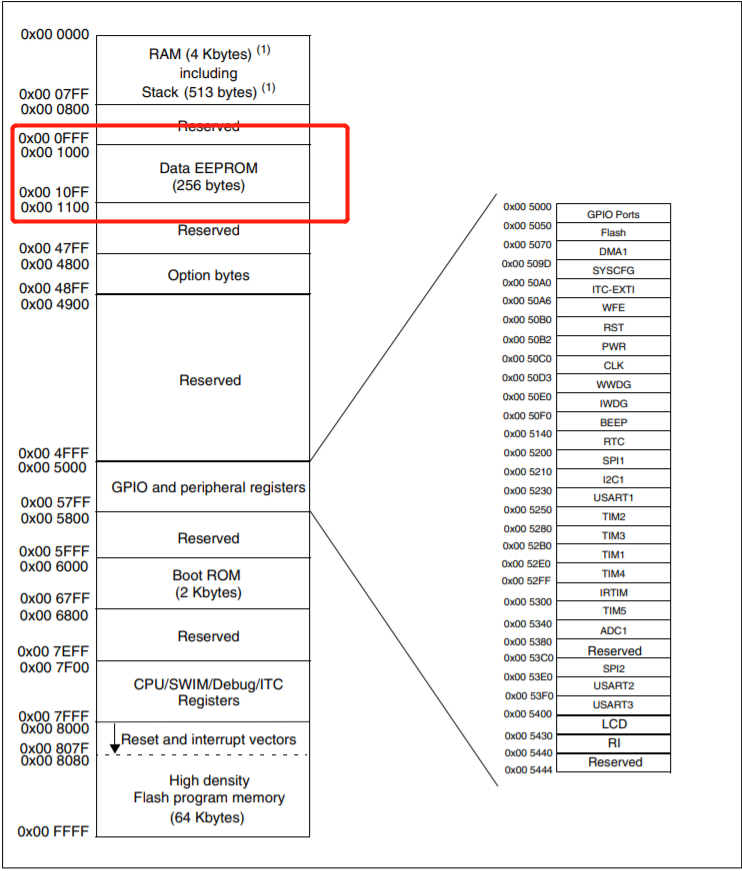 0x00 0000
RAM (4 Kbytes) (1)
including
Stack (513 bytes) (1)
0x00 07FF
0x00 0800
Reserved
0x00 0FFF
0x00 1000
Data EEPROM
(256 bytes)
0x00 10FF
0x00 1100
Reserved
0x00 47FF
0x00 4800
Option bytes
0x00 48FF
0x00 4900
Reserved
0x00 4FFF
0x00 5000
GPIO and peripheral registers
0x00 57FF
0x00 5800
Reserved
0x00 5FFF
0x00 6000
Boot ROM
(2 Kbytes)
0x00 67FF
0x00 6800
Reserved
0x00 7EFF
0x00 7F00
CPU/SWIM/Debug/ITC
Registers
0x00 7FFF
0x00 8000
Reset and interrupt vectors
0x00 807F
0x00 8080
High density
Flash program memory
(64 Kbytes)
0x00 FFFF
0x00 5000
GPIO Ports
0x00 5050
Flash
0x00 5070
DMA1
0x00 509D
SYSCFG
0x00 50A0
ITC-EXTI
0x00 50A6
WFE
0x00 50B0
RST
0x00 50B2
PWR
0x00 50C0
CLK
0x00 50D3
WWDG
0x00 50E0
IWDG
0x00 50F0
BEEP
0x00 5140
RTC
0x00 5200
SPI1
0x00 5210
I2C1
0x00 5230
USART1
0x00 5250
TIM2
0x00 5280
TIM3
0x00 52B0
TIM1
0x00 52E0
TIM4
0x00 52FF
IRTIM
0x00 5300
TIM5
0x00 5340
ADC1
0x00 5380
Reserved
0x00 53C0
SPI2
0x00 53E0
USART2
0x00 53F0
USART3
0x00 5400
LCD
0x00 5430
RI
0x00 5440
Reserved
0x00 5444